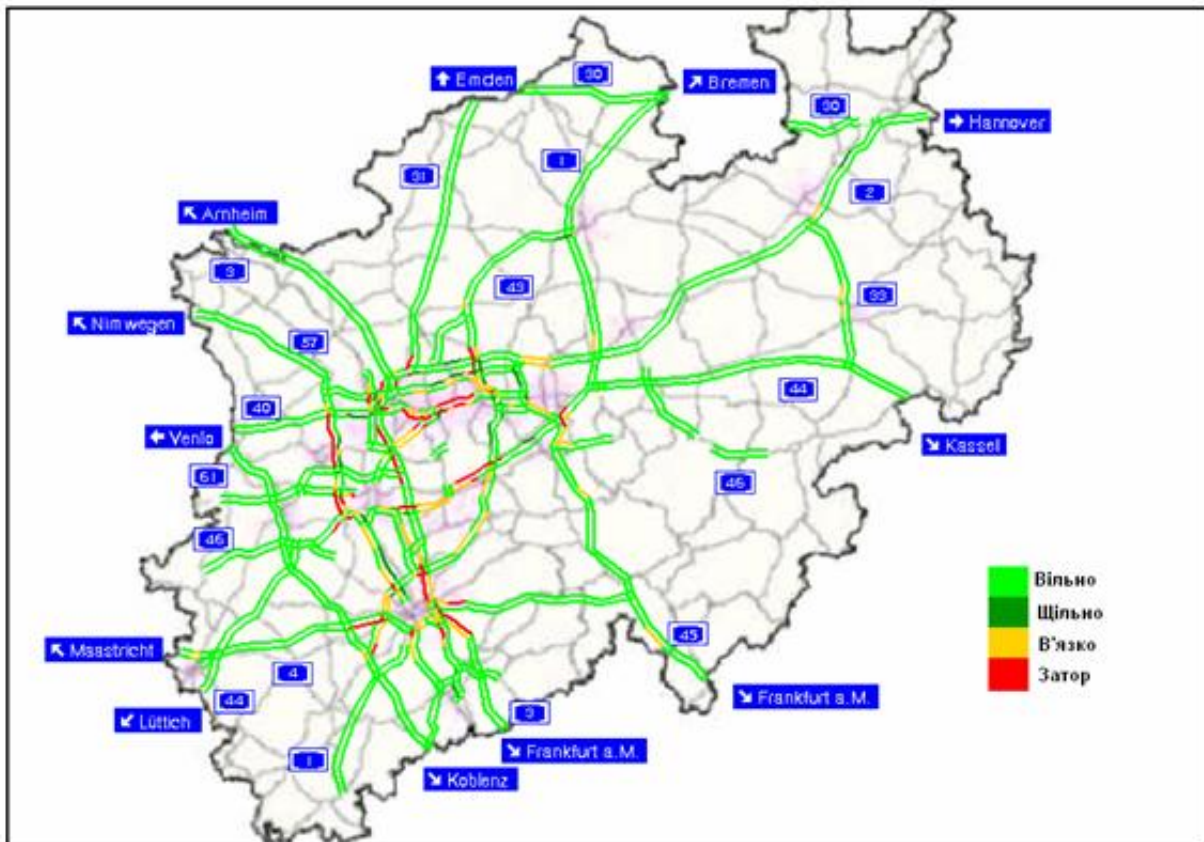 30
↑ Emden
↗ Bremen
30
→ Hannover
31
1
2
↖ Arnheim
3
43
33
↖ Nimwegen
57
44
40
← Venlo
↘ Kassel
61
46
46
Вільно
Щільно
В'язко
Затор
45
↖ Maastricht
4
44
↘ Frankfurt a.M.
↙ Lüttich
3
↘ Frankfurt a.M.
1
↘ Koblenz